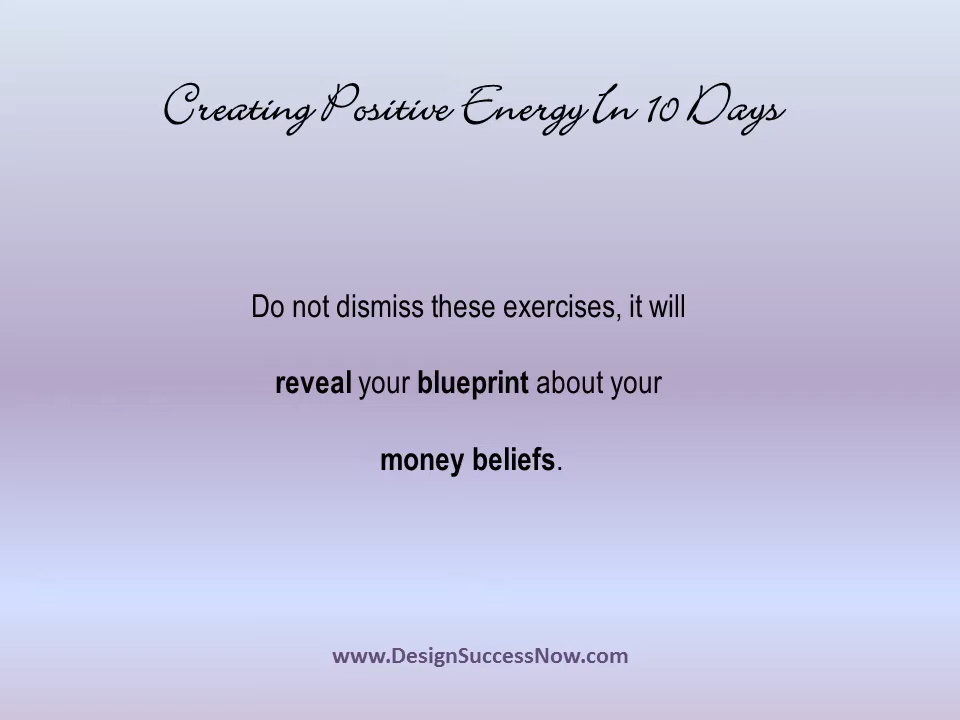 Creating Positive Energy In 10 Days
Do not dismiss these exercises, it will
reveal your blueprint about your
money beliefs.
www.DesignSuccessNow.com